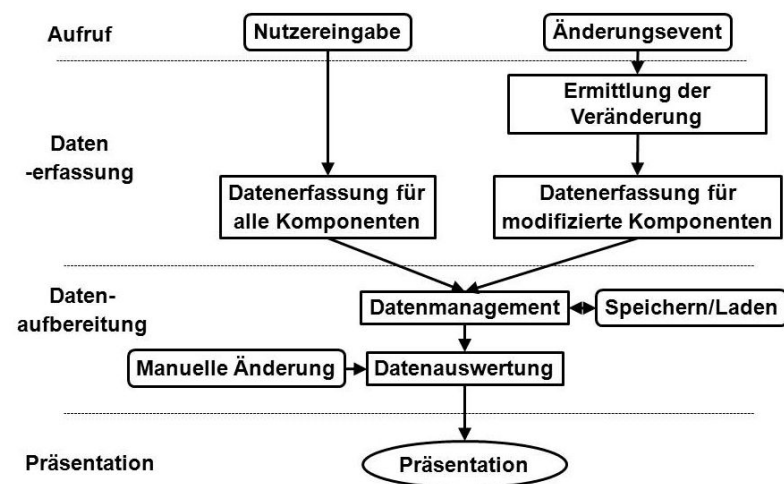 Aufruf
Nutzereingabe
Änderungsevent
Ermittlung der
Veränderung
Daten
-erfassung
Datenerfassung für
alle Komponenten
Datenerfassung für
modifizierte Komponenten
Daten-
aufbereitung
Datenmanagement
Speichern/Laden
Manuelle Änderung
Datenauswertung
Präsentation
Präsentation